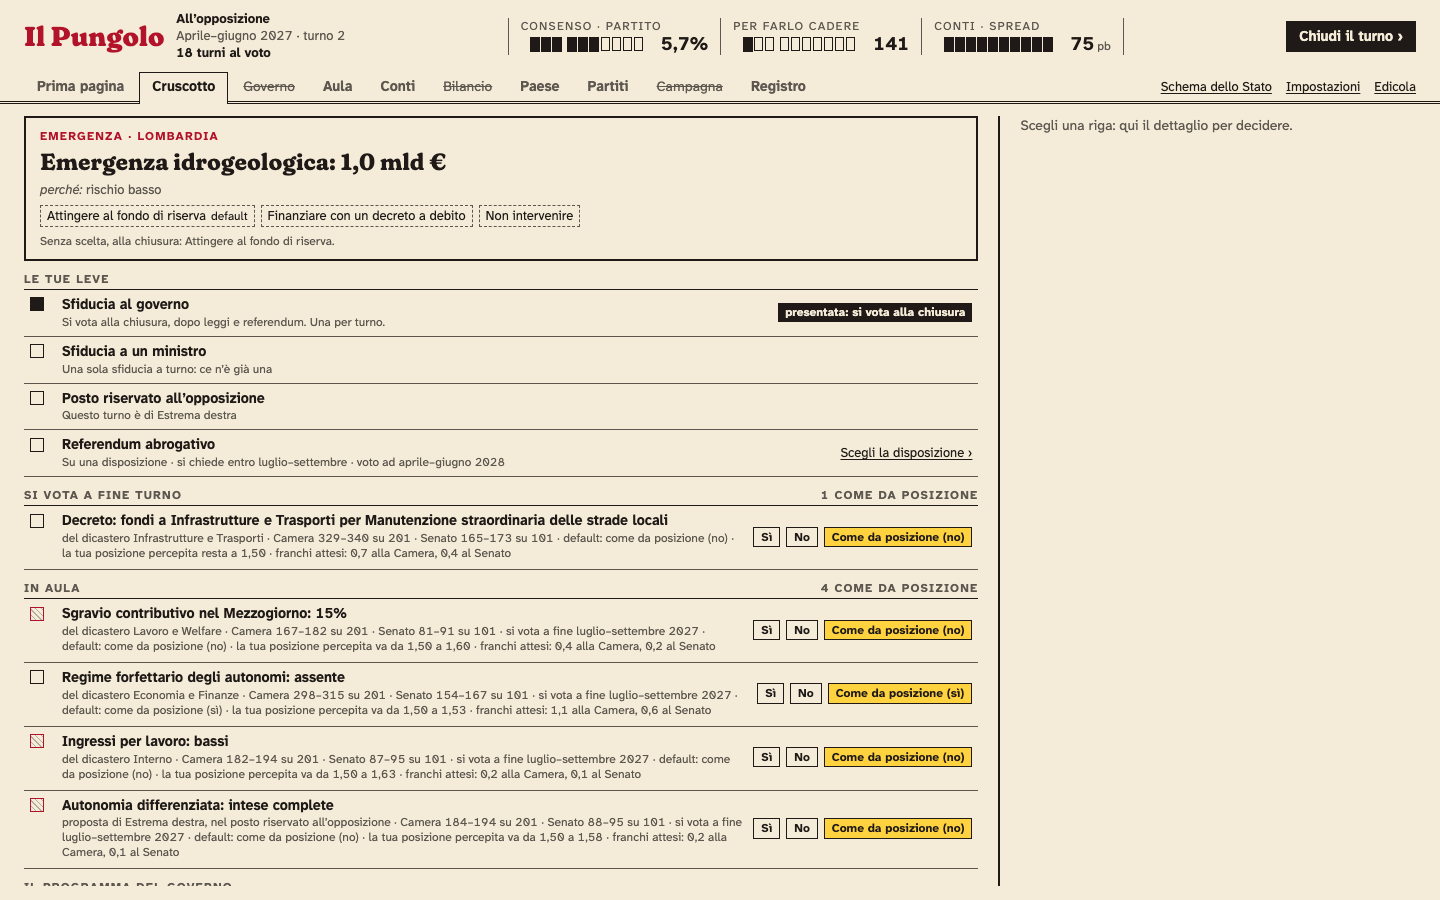 Il Pungolo
All’opposizione
Aprile–giugno 2027 · turno 2
18 turni al voto
CONSENSO · PARTITO
5,7%
PER FARLO CADERE
141
CONTI · SPREAD
75 pb
Chiudi il turno ›
Prima pagina
Cruscotto
Governo
Aula
Conti
Bilancio
Paese
Partiti
Campagna
Registro
Schema dello Stato
Impostazioni
Edicola
EMERGENZA · LOMBARDIA
Emergenza idrogeologica: 1,0 mld €
perché: rischio basso
Attingere al fondo di riserva default
Finanziare con un decreto a debito
Non intervenire
Senza scelta, alla chiusura: Attingere al fondo di riserva.
Scegli una riga: qui il dettaglio per decidere.
LE TUE LEVE
Sfiducia al governo
Si vota alla chiusura, dopo leggi e referendum. Una per turno.
presentata: si vota alla chiusura
Sfiducia a un ministro
Una sola sfiducia a turno: ce n’è già una
Posto riservato all’opposizione
Questo turno è di Estrema destra
Referendum abrogativo
Su una disposizione · si chiede entro luglio–settembre · voto ad aprile–giugno 2028
Scegli la disposizione ›
SI VOTA A FINE TURNO
1 COME DA POSIZIONE
Decreto: fondi a Infrastrutture e Trasporti per Manutenzione straordinaria delle strade locali
del dicastero Infrastrutture e Trasporti · Camera 329–340 su 201 · Senato 165–173 su 101 · default: come da posizione (no) ·
la tua posizione percepita resta a 1,50 · franchi attesi: 0,7 alla Camera, 0,4 al Senato
Sì
No
Come da posizione (no)
IN AULA
4 COME DA POSIZIONE
Sgravio contributivo nel Mezzogiorno: 15%
del dicastero Lavoro e Welfare · Camera 167–182 su 201 · Senato 81–91 su 101 · si vota a fine luglio–settembre 2027 ·
default: come da posizione (no) · la tua posizione percepita va da 1,50 a 1,60 · franchi attesi: 0,4 alla Camera, 0,2 al Senato
Sì
No
Come da posizione (no)
Regime forfettario degli autonomi: assente
del dicastero Economia e Finanze · Camera 298–315 su 201 · Senato 154–167 su 101 · si vota a fine luglio–settembre 2027 ·
default: come da posizione (sì) · la tua posizione percepita va da 1,50 a 1,53 · franchi attesi: 1,1 alla Camera, 0,6 al Senato
Sì
No
Come da posizione (sì)
Ingressi per lavoro: bassi
del dicastero Interno · Camera 182–194 su 201 · Senato 87–95 su 101 · si vota a fine luglio–settembre 2027 · default: come
da posizione (no) · la tua posizione percepita va da 1,50 a 1,63 · franchi attesi: 0,2 alla Camera, 0,1 al Senato
Sì
No
Come da posizione (no)
Autonomia differenziata: intese complete
proposta di Estrema destra, nel posto riservato all’opposizione · Camera 184–194 su 201 · Senato 88–95 su 101 · si vota a fine
luglio–settembre 2027 · default: come da posizione (no) · la tua posizione percepita va da 1,50 a 1,58 · franchi attesi: 0,2 alla
Camera, 0,1 al Senato
Sì
No
Come da posizione (no)
IL PROGRAMMA DEL GOVERNO